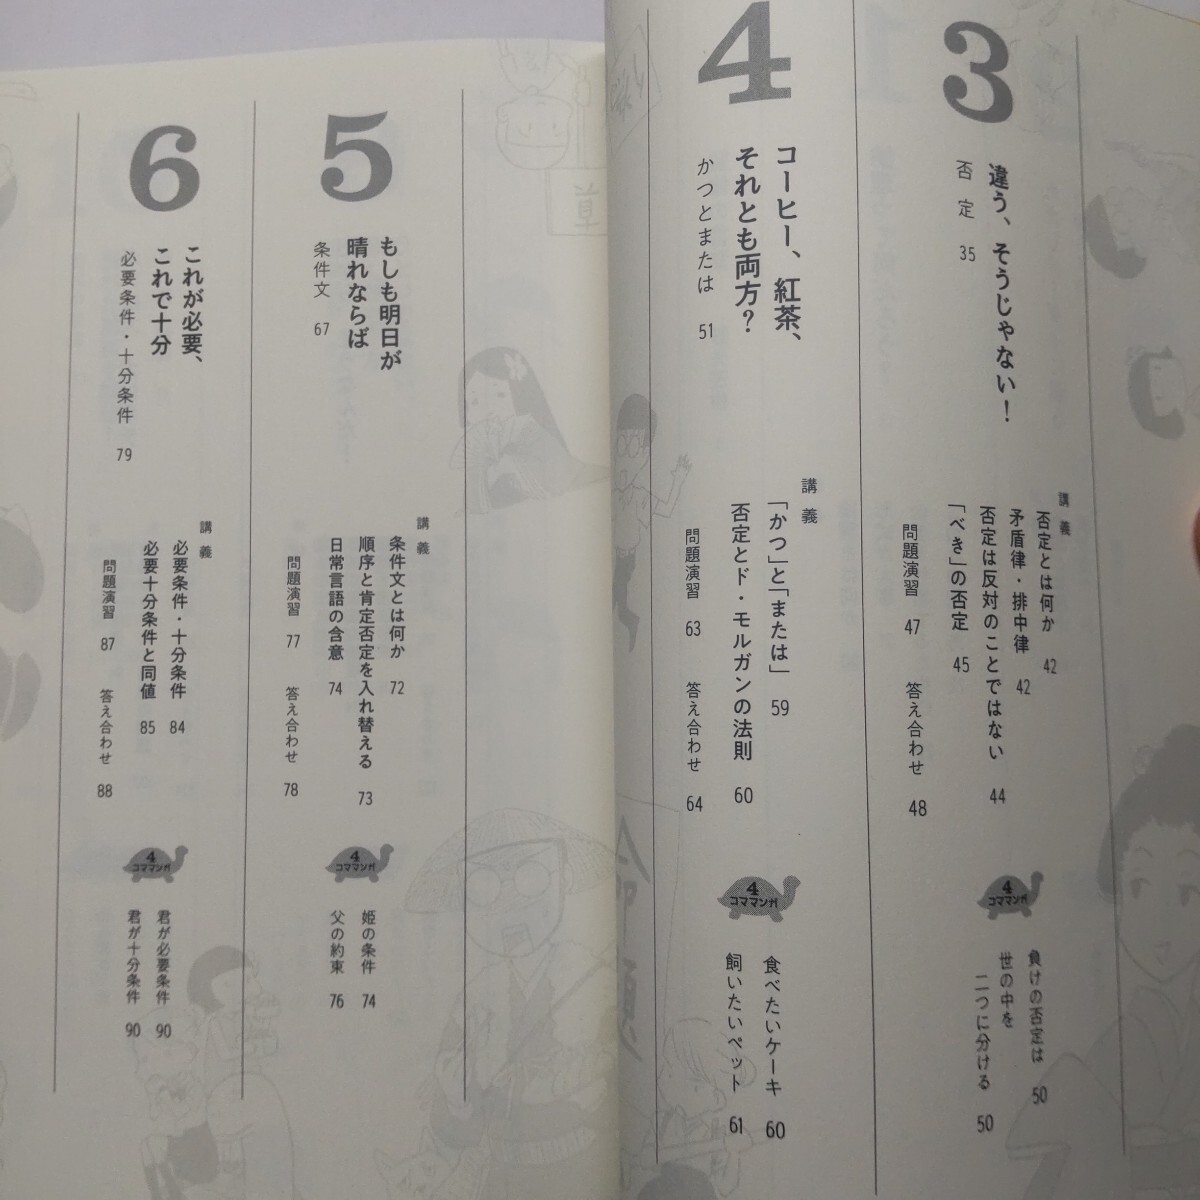 3
違う、そうじゃない！
否定 35
講義
否定とは何か 42
矛盾律・排中律 42
否定は反対のことではない 44
「べき」の否定 45
問題演習 47 答え合わせ 48
4コママンガ
負けの否定は 50
世の中を
二つに分ける 50
4
コーヒー、紅茶、
それとも両方？
かつとまたは 51
講義
「かつ」と「または」 59
否定とド・モルガンの法則 60
問題演習 63 答え合わせ 64
4コママンガ
食べたいケーキ 60
飼いたいペット 61
5
もしも明日が
晴れならば
条件文 67
講義
条件文とは何か 72
順序と肯定否定を入れ替える 73
日常言語の含意 74
問題演習 77 答え合わせ 78
4コママンガ
姫の条件 74
父の約束 76
6
これが必要、
これで十分
必要条件・十分条件 79
講義
必要条件・十分条件 84
必要十分条件と同値 85
問題演習 87 答え合わせ 88
4コママンガ
君が必要条件 90
君が十分条件 90